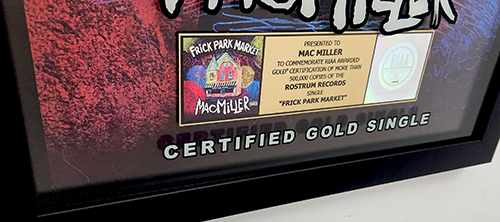 MAC MILLER
FRICK PARK MARKET
MAC MILLER
PRESENTED TO
MAC MILLER
TO COMMEMORATE RIAA AWARDED
GOLD® CERTIFICATION OF MORE THAN
500,000 COPIES OF THE
ROSTRUM RECORDS
SINGLE
"FRICK PARK MARKET"
CERTIFIED GOLD SINGLE